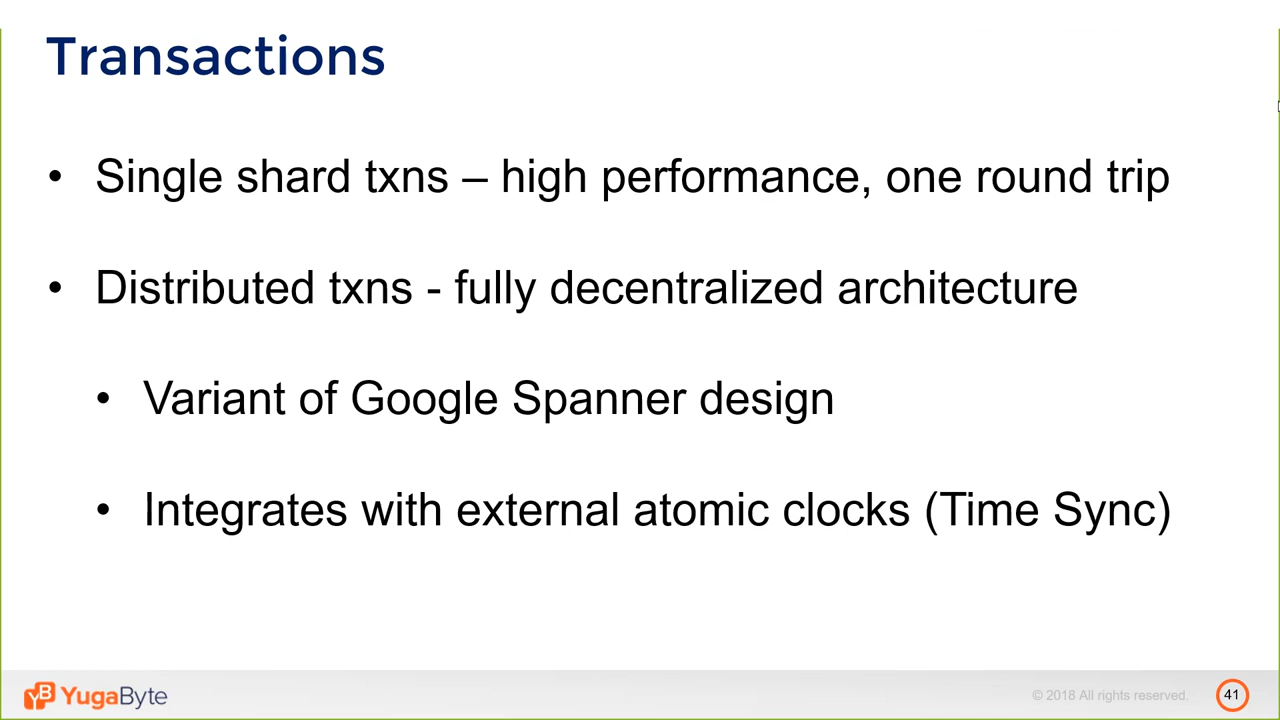 Transactions
• Single shard txns – high performance, one round trip
• Distributed txns - fully decentralized architecture
• Variant of Google Spanner design
• Integrates with external atomic clocks (Time Sync)
YB YugaByte
© 2018 All rights reserved.
41